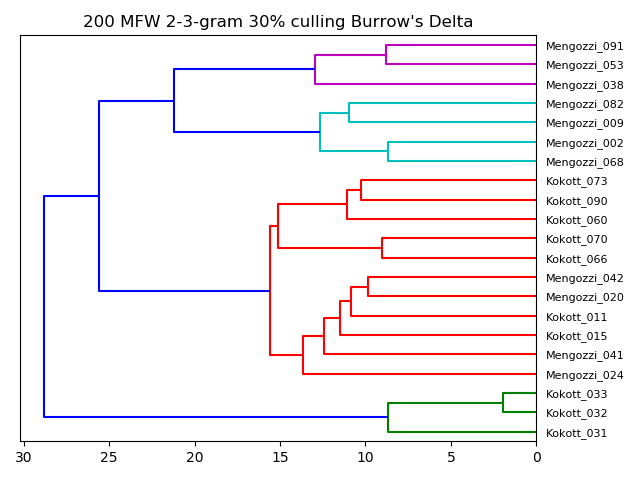 200 MFW 2-3-gram 30% culling Burrow's Delta
Mengozzi_091
Mengozzi_053
Mengozzi_038
Mengozzi_082
Mengozzi_009
Mengozzi_002
Mengozzi_068
Kokott_073
Kokott_090
Kokott_060
Kokott_070
Kokott_066
Mengozzi_042
Mengozzi_020
Kokott_011
Kokott_015
Mengozzi_041
Mengozzi_024
Kokott_033
Kokott_032
Kokott_031
30 25 20 15 10 5 0